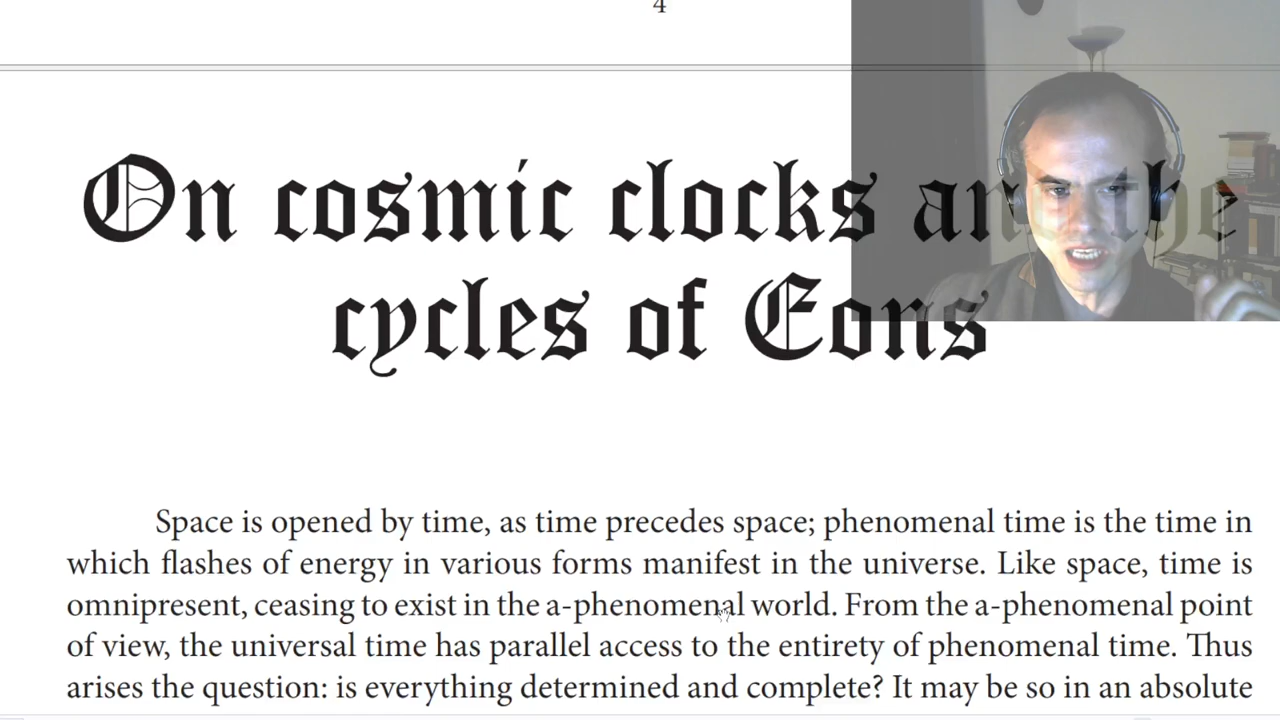 4
On cosmic clocks and the
cycles of Eons
Space is opened by time, as time precedes space; phenomenal time is the time in
which flashes of energy in various forms manifest in the universe. Like space, time is
omnipresent, ceasing to exist in the a-phenomenal world. From the a-phenomenal point
of view, the universal time has parallel access to the entirety of phenomenal time. Thus
arises the question: is everything determined and complete? It may be so in an absolute